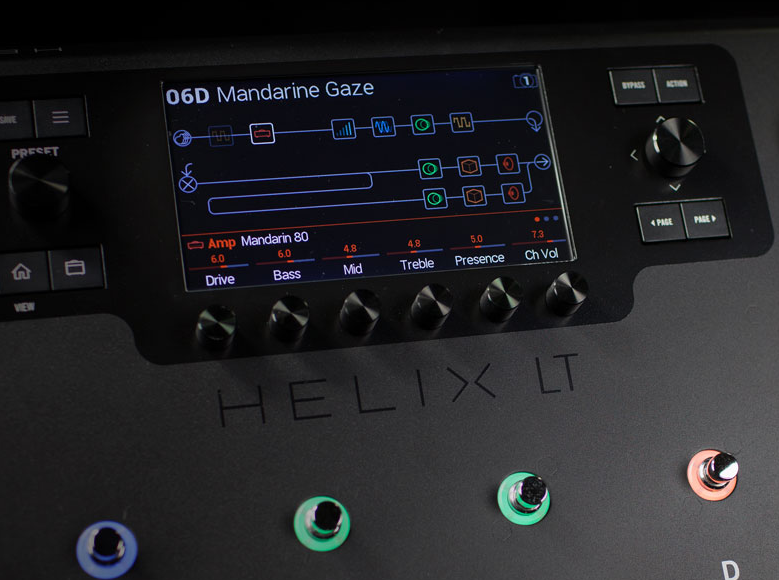 06D Mandarine Gaze
1
BYPASS
ACTION
SAVE
PRESET
Amp Mandarin 80
6.0 6.0 4.8 4.8 5.0 7.3
Drive Bass Mid Treble Presence Ch Vol
PAGE
PAGE
VIEW
HELIX LT
D